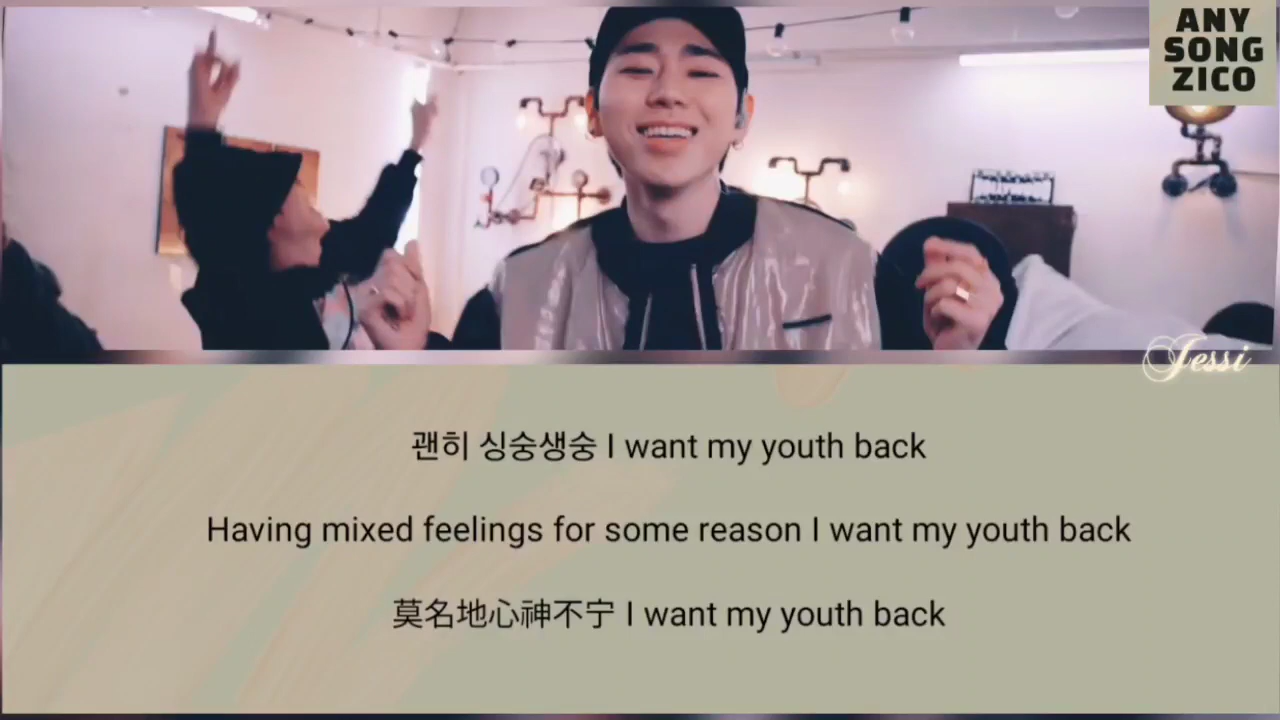 ANY
SONG
ZICO
Jessi
괜히 싱숭생숭 I want my youth back
Having mixed feelings for some reason I want my youth back
莫名地心神不宁 I want my youth back